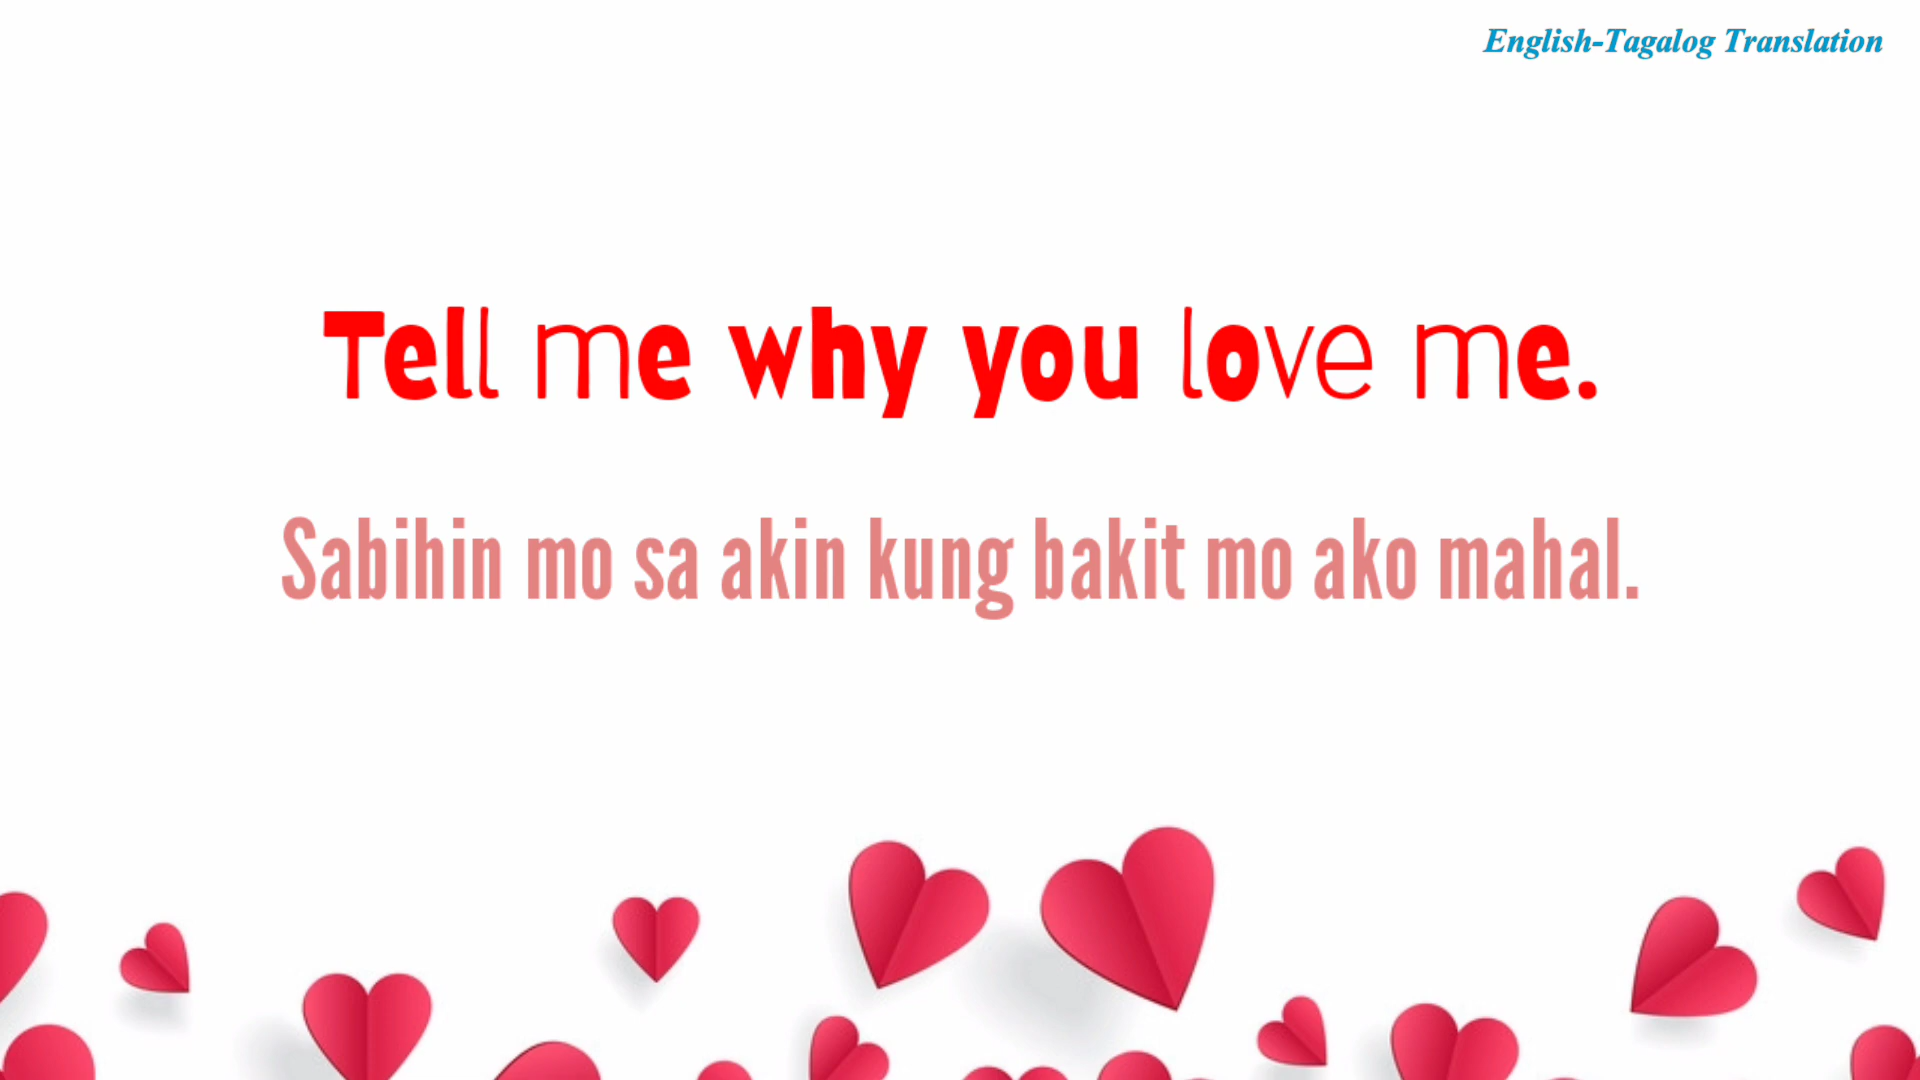 English-Tagalog Translation
Tell me why you love me.
Sabihin mo sa akin kung bakit mo ako mahal.